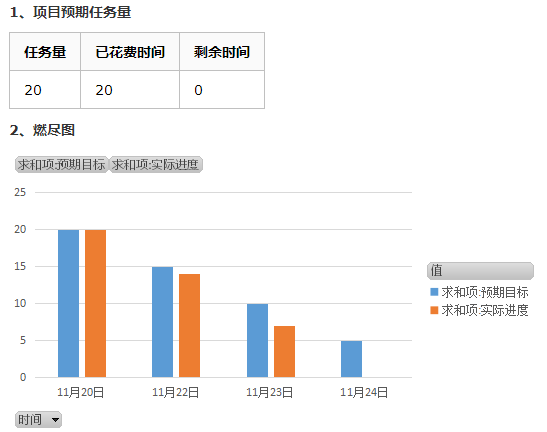 1、项目预期任务量
任务量 已花费时间 剩余时间
20 20 0
2、燃尽图
求和项:预期目标 求和项:实际进度
25
20
15
10
5
0
11月20日 11月22日 11月23日 11月24日
值
求和项:预期目标
求和项:实际进度
时间